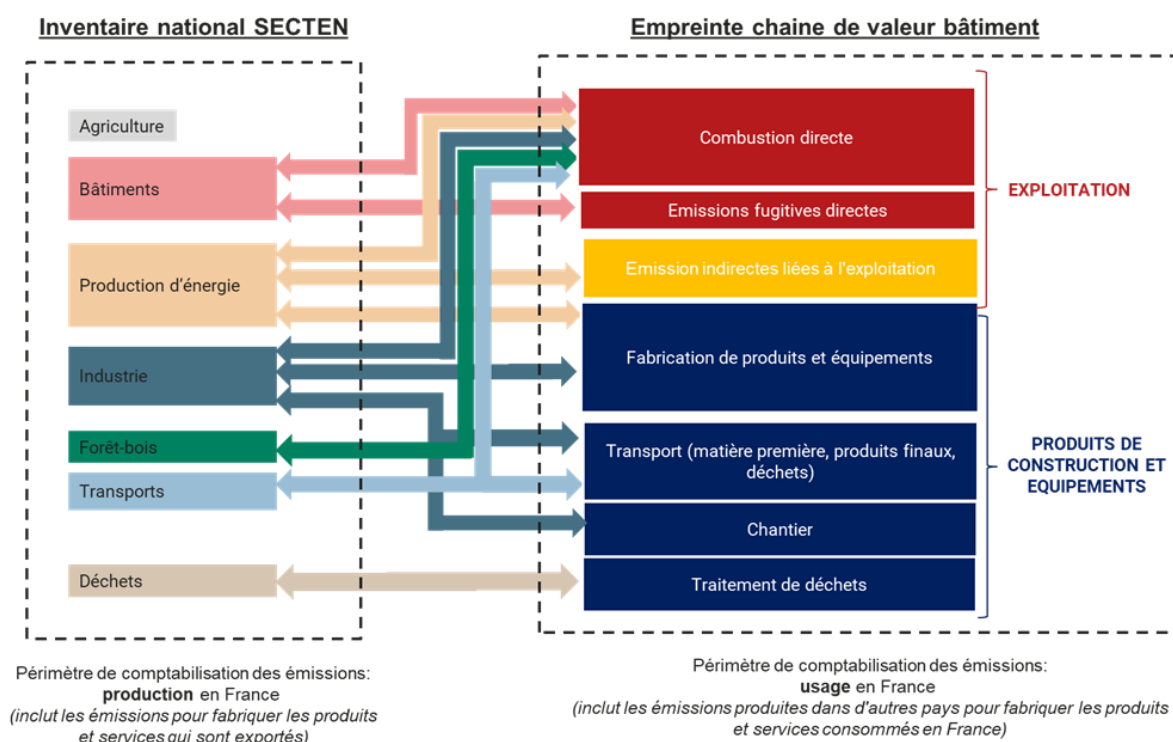 Inventaire national SECTEN
Empreinte chaine de valeur bâtiment
Agriculture
Bâtiments
Production d'énergie
Industrie
Forêt-bois
Transports
Déchets
Combustion directe
Emissions fugitives directes
Emission indirectes liées à l'exploitation
Fabrication de produits et équipements
Transport (matière première, produits finaux,
déchets)
Chantier
Traitement de déchets
EXPLOITATION
PRODUITS DE
CONSTRUCTION ET
EQUIPEMENTS
Périmètre de comptabilisation des émissions:
production en France
(inclut les émissions pour fabriquer les produits
et services qui sont exportés)
Périmètre de comptabilisation des émissions:
usage en France
(inclut les émissions produites dans d'autres pays pour fabriquer les produits
et services consommés en France)